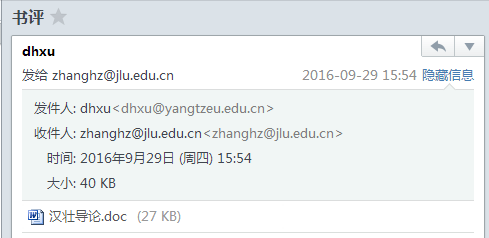 书评
dhxu
发给 zhanghz@jlu.edu.cn 2016-09-29 15:54 隐藏信息
发件人: dhxu<dhxu@yangtzeu.edu.cn>
收件人: zhanghz@jlu.edu.cn<zhanghz@jlu.edu.cn>
时间: 2016年9月29日 (周四) 15:54
大小: 40 KB
汉壮导论.doc (27 KB)